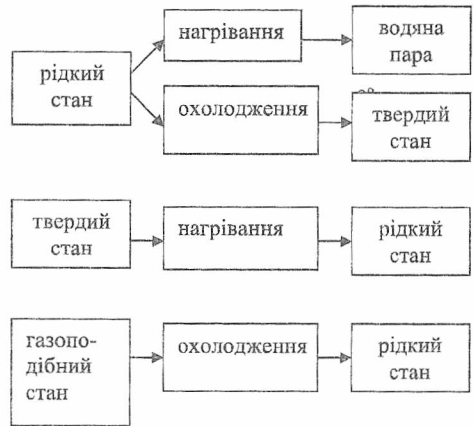 нагрівання
водяна
пара
рідкий
стан
охолодження
твердий
стан
твердий
стан
нагрівання
рідкий
стан
газопо-
дібний
стан
охолодження
рідкий
стан